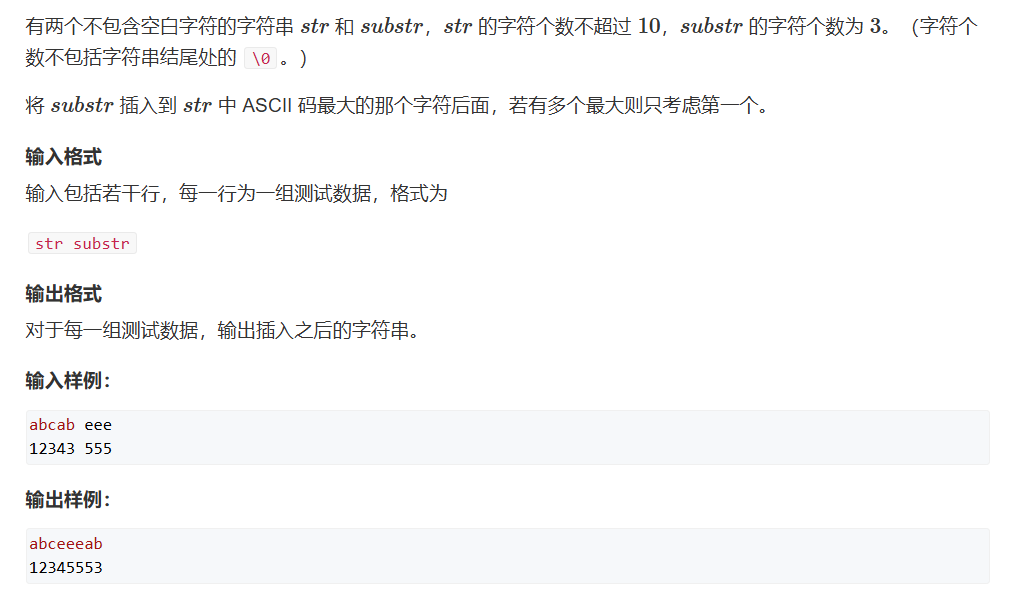 有两个不包含空白字符的字符串 str 和 substr，str 的字符个数不超过 10，substr 的字符个数为 3。（字符个
数不包括字符串结尾处的 \0 。）
将 substr 插入到 str 中 ASCII 码最大的那个字符后面，若有多个最大则只考虑第一个。
输入格式
输入包括若干行，每一行为一组测试数据，格式为
str substr
输出格式
对于每一组测试数据，输出插入之后的字符串。
输入样例：
abcab eee
12343 555
输出样例：
abceeeab
12345553